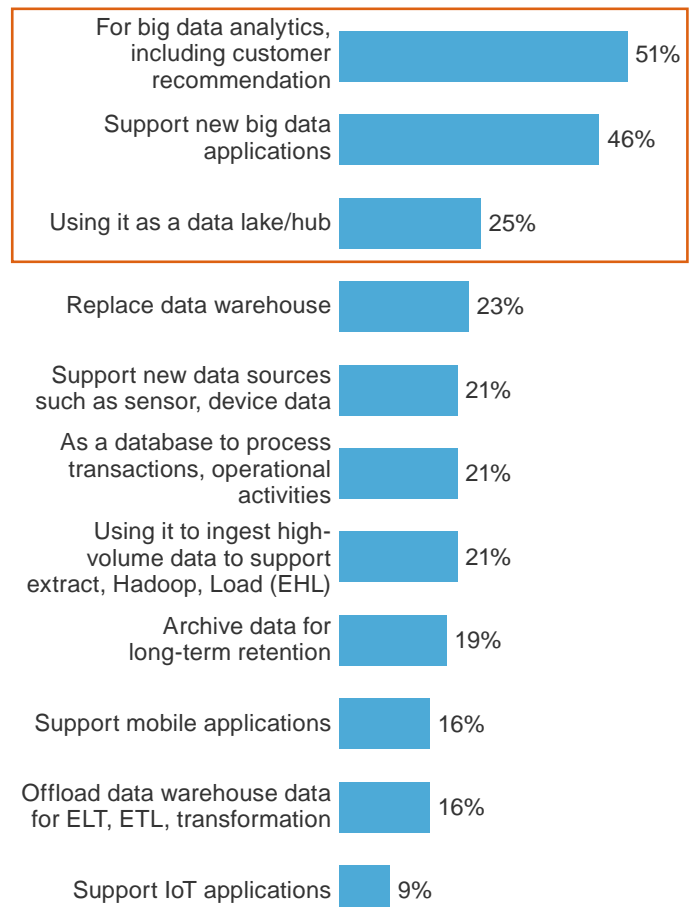 For big data analytics,
including customer
recommendation
51%
Support new big data
applications
46%
Using it as a data lake/hub
25%
Replace data warehouse
23%
Support new data sources
such as sensor, device data
21%
As a database to process
transactions, operational
activities
21%
Using it to ingest high-
volume data to support
extract, Hadoop, Load (EHL)
21%
Archive data for
long-term retention
19%
Support mobile applications
16%
Offload data warehouse data
for ELT, ETL, transformation
16%
Support IoT applications
9%